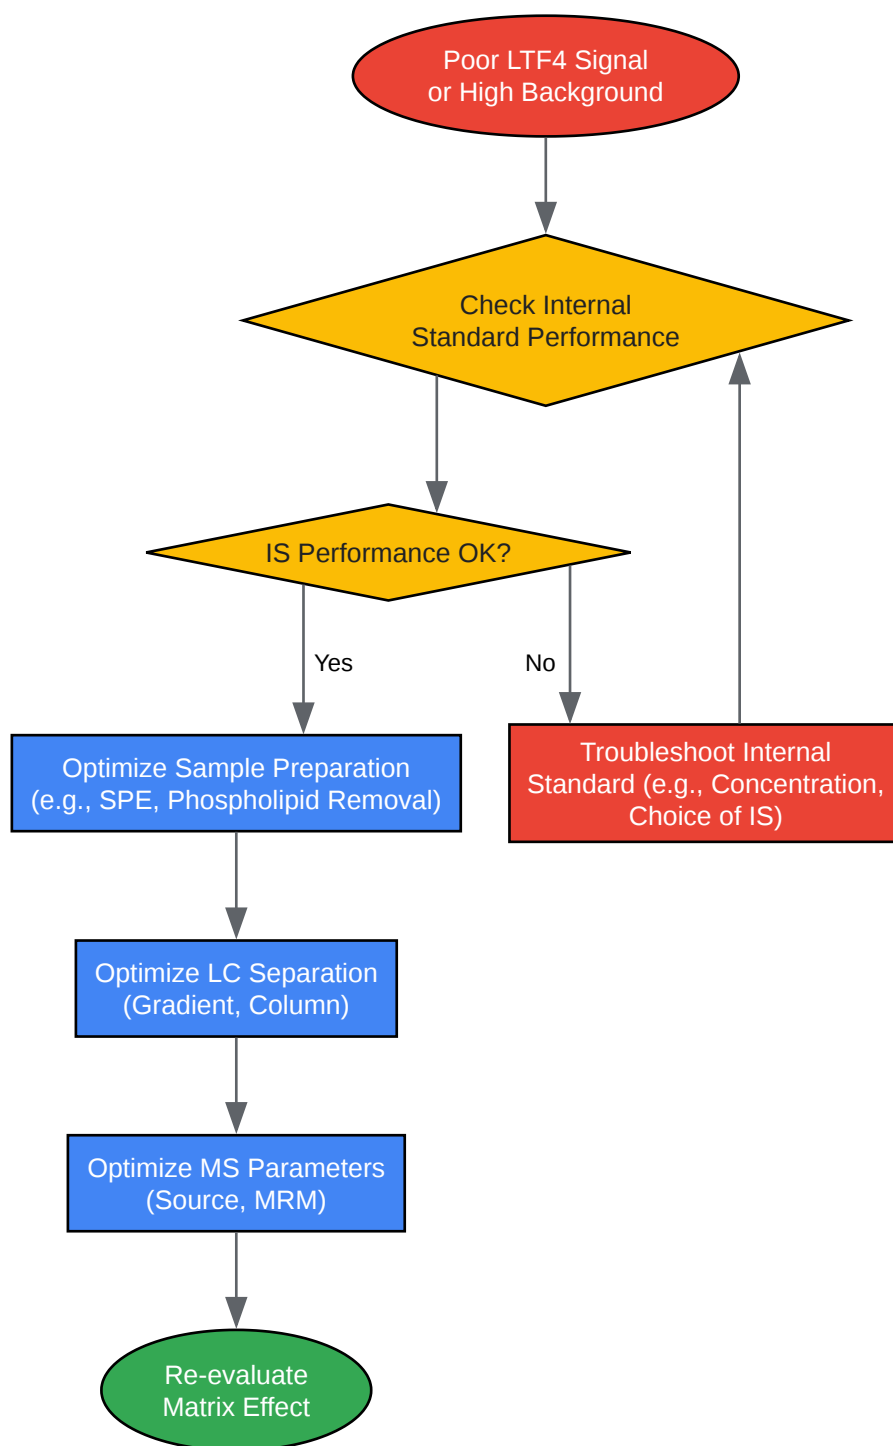 Poor LTF4 Signal
or High Background
Check Internal
Standard Performance
IS Performance OK?
Yes
No
Optimize Sample Preparation
(e.g., SPE, Phospholipid Removal)
Troubleshoot Internal
Standard (e.g., Concentration,
Choice of IS)
Optimize LC Separation
(Gradient, Column)
Optimize MS Parameters
(Source, MRM)
Re-evaluate
Matrix Effect